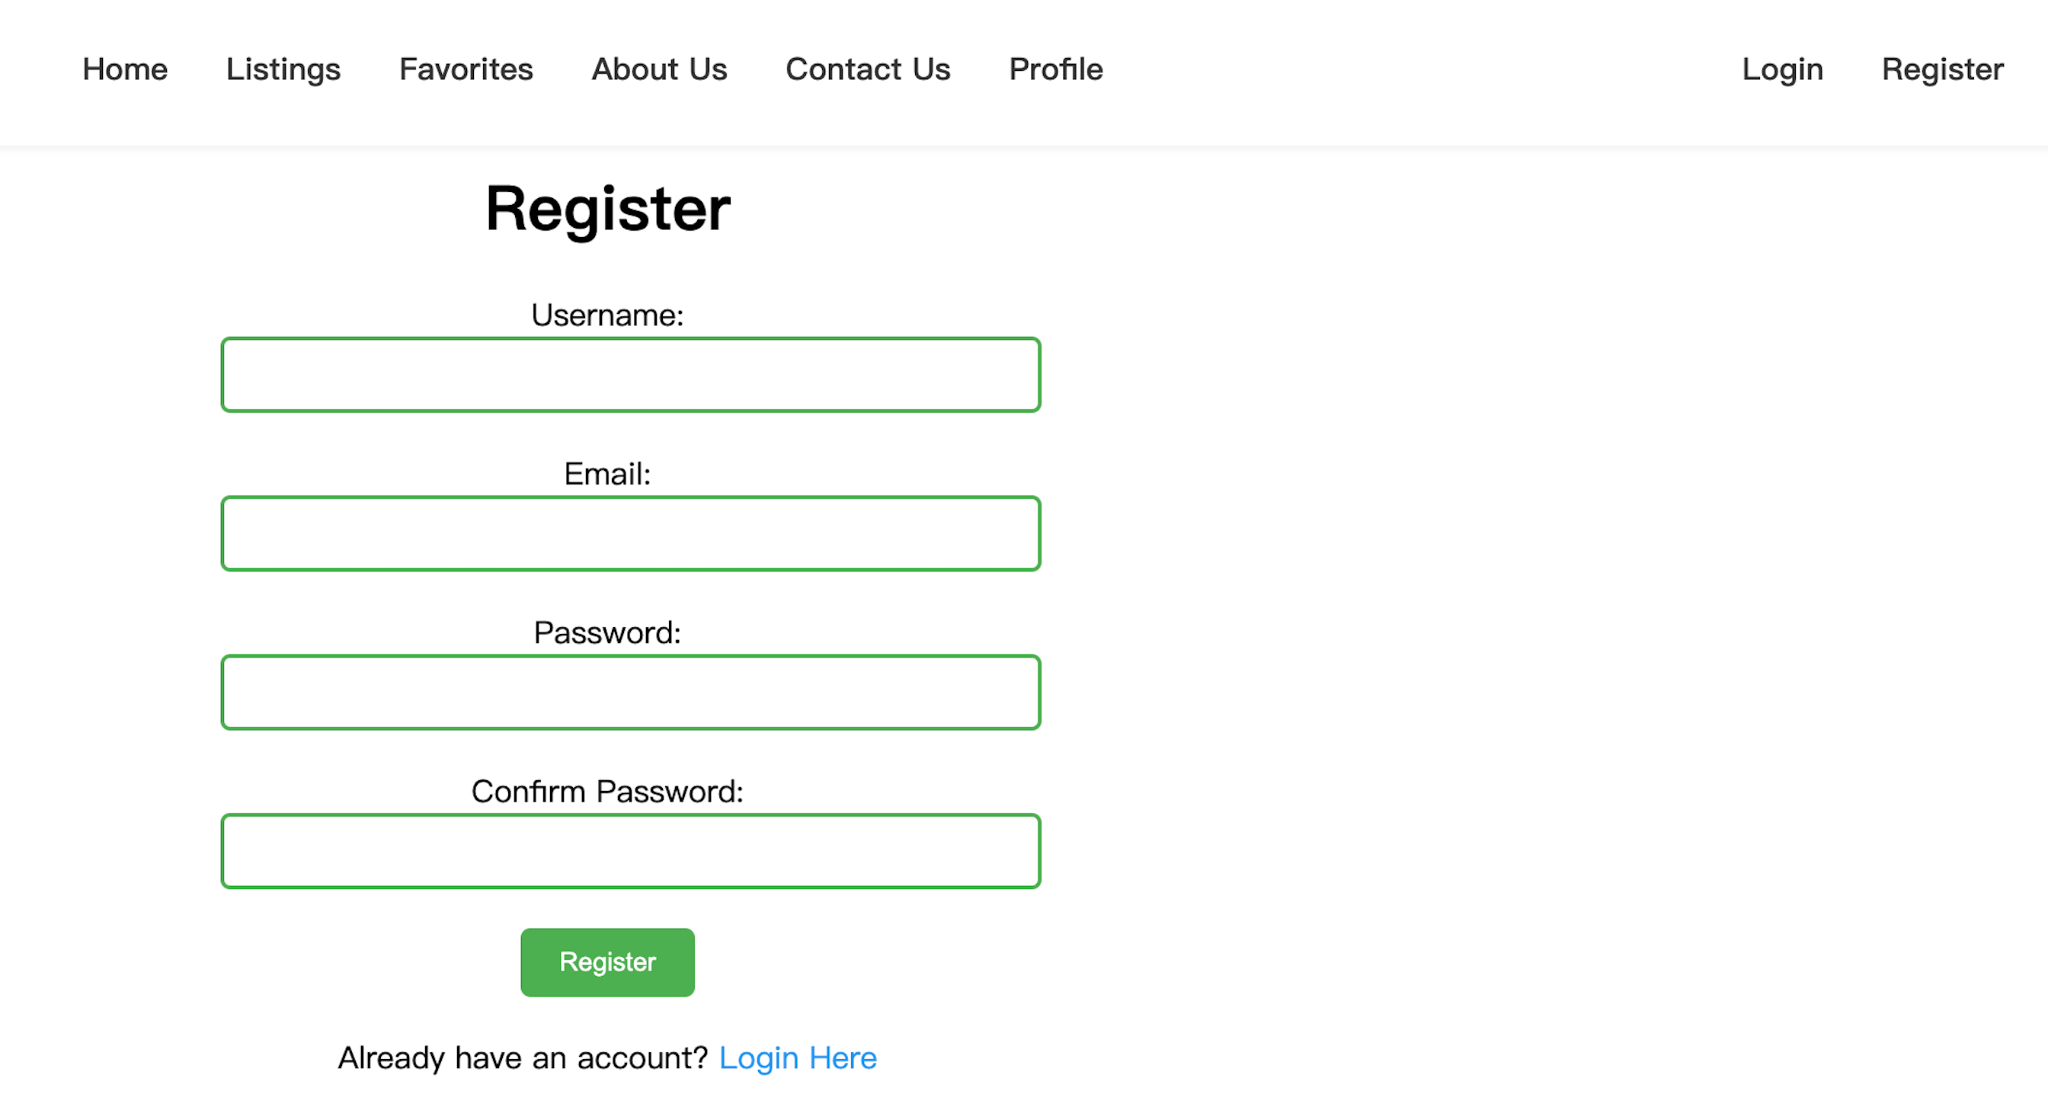 Home Listings Favorites About Us Contact Us Profile Login Register
Register
Username:
Email:
Password:
Confirm Password:
Register
Already have an account? Login Here